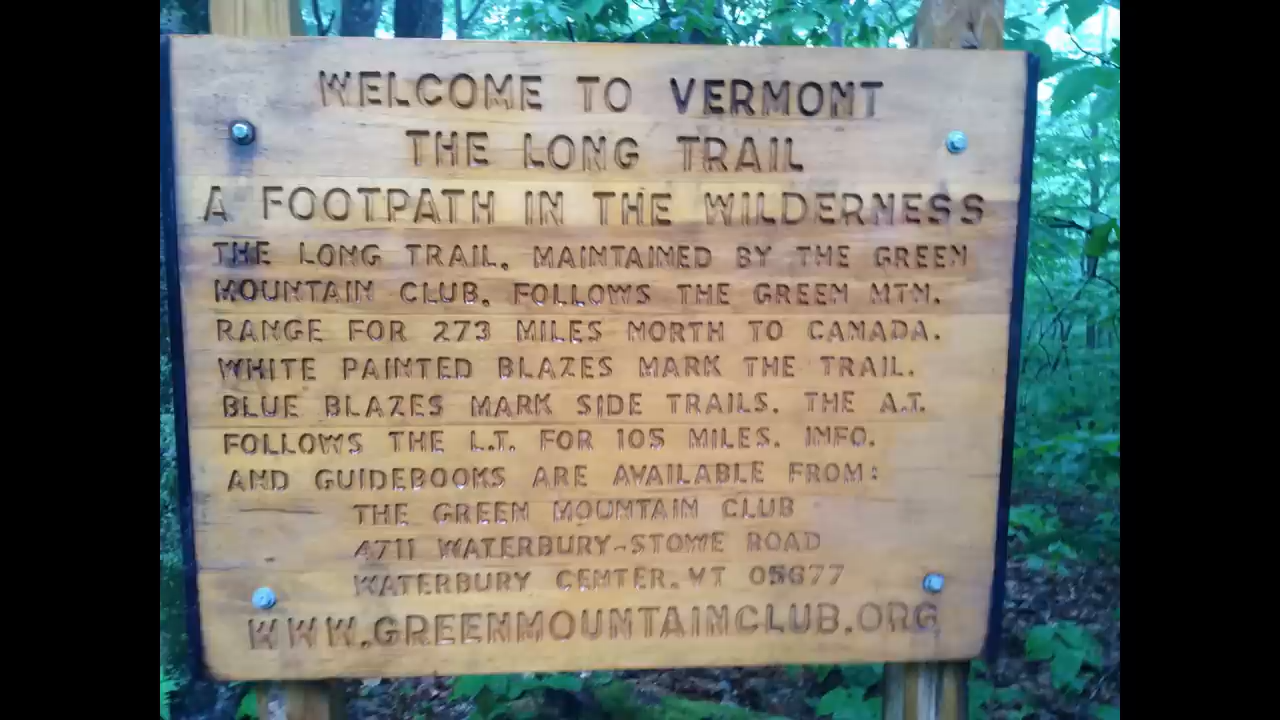 WELCOME TO VERMONT
THE LONG TRAIL
A FOOTPATH IN THE WILDERNESS
THE LONG TRAIL, MAINTAINED BY THE GREEN
MOUNTAIN CLUB, FOLLOWS THE GREEN MTN.
RANGE FOR 273 MILES NORTH TO CANADA.
WHITE PAINTED BLAZES MARK THE TRAIL.
BLUE BLAZES MARK SIDE TRAILS. THE A.T.
FOLLOWS THE L.T. FOR 105 MILES. INFO.
AND GUIDEBOOKS ARE AVAILABLE FROM:
THE GREEN MOUNTAIN CLUB
4711 WATERBURY-STOWE ROAD
WATERBURY CENTER, VT 05677
WWW.GREENMOUNTAINCLUB.ORG